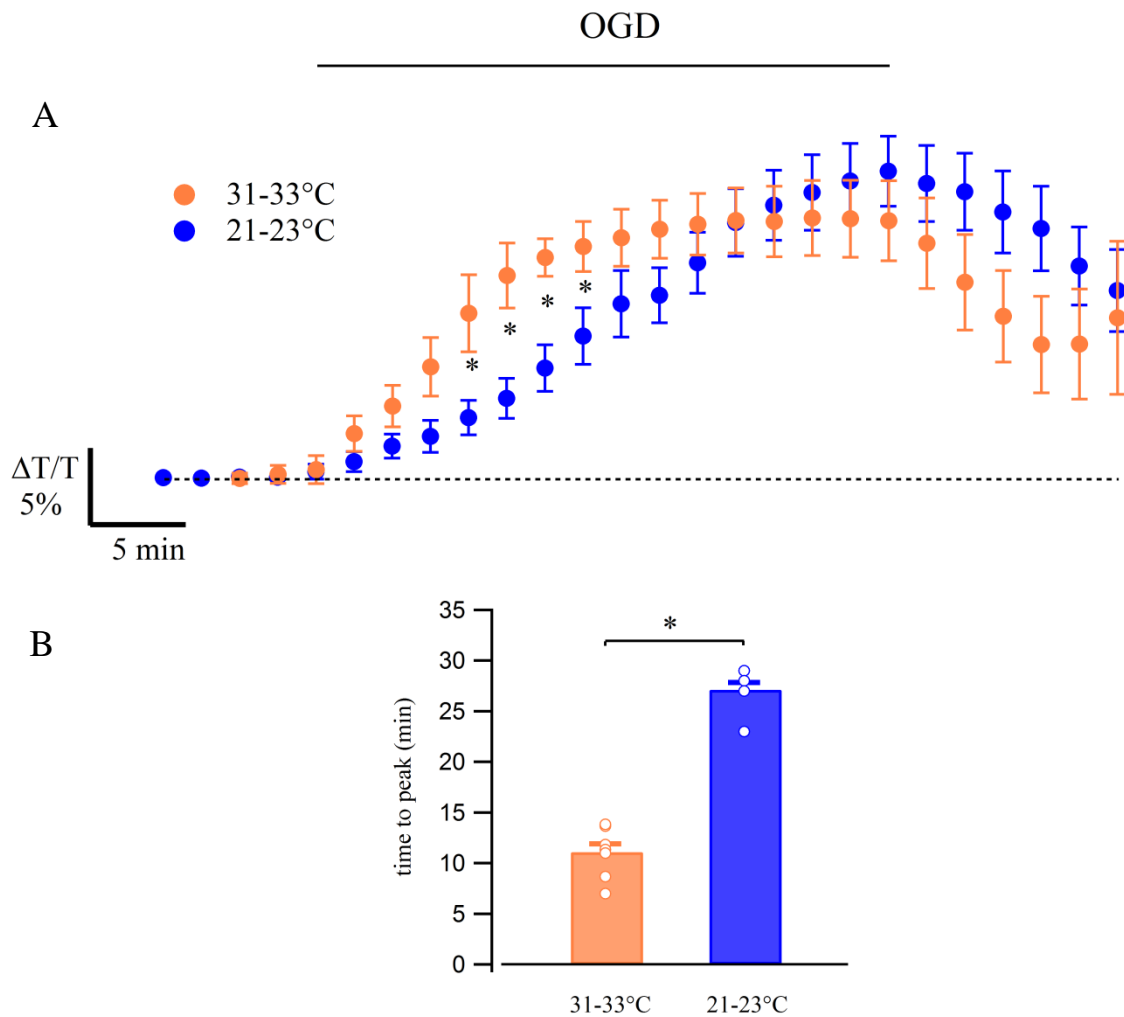 OGD
A
31-33°C
21-23°C
*
*
*
*
ΔT/T
5%
5 min
B
35
30
25
20
15
10
5
0
time to peak (min)
*
31-33°C
21-23°C